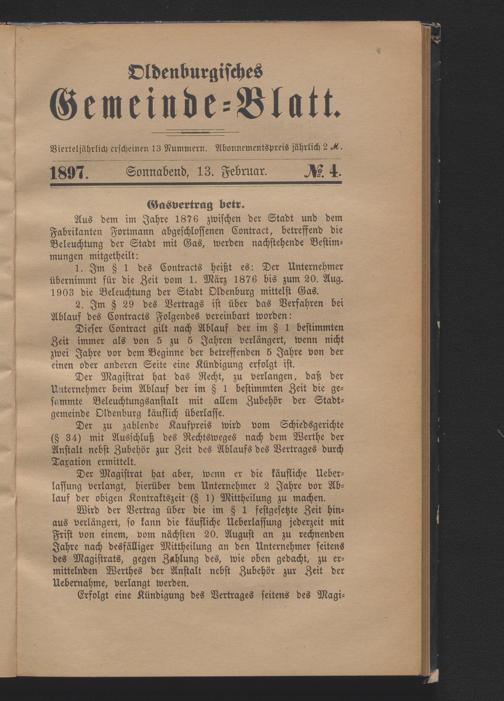 Oldenburgisches
Gemeinde-Blatt.
Vierteljährlich erscheinen 13 Nummern. Abonnementspreis jährlich 2 ℳ.
1897. Sonnabend, 13. Februar. №. 4.
Gasvertrag betr.
Aus dem im Jahre 1876 zwischen der Stadt und dem
Fabrikanten Fortmann abgeschlossenen Contract, betreffend die
Beleuchtung der Stadt mit Gas, werden nachstehende Bestim-
mungen mitgetheilt:
1. Im § 1 des Contracts heißt es: Der Unternehmer
übernimmt für die Zeit vom 1. März 1876 bis zum 20. Aug.
1903 die Beleuchtung der Stadt Oldenburg mittelst Gas.
2. Im § 29 des Vertrags ist über das Verfahren bei
Ablauf des Contracts Folgendes vereinbart worden:
Dieser Contract gilt nach Ablauf der im § 1 bestimmten
Zeit immer als von 5 zu 5 Jahren verlängert, wenn nicht
zwei Jahre vor dem Beginne der betreffenden 5 Jahre von der
einen oder anderen Seite eine Kündigung erfolgt ist.
Der Magistrat hat das Recht, zu verlangen, daß der
Unternehmer beim Ablauf der im § 1 bestimmten Zeit die ge-
sammte Beleuchtungsanstalt mit allem Zubehör der Stadt-
gemeinde Oldenburg käuflich überlasse.
Der zu zahlende Kaufpreis wird vom Schiedsgerichte
(§ 34) mit Ausschluß des Rechtsweges nach dem Werthe der
Anstalt nebst Zubehör zur Zeit des Ablaufs des Vertrages durch
Taxation ermittelt.
Der Magistrat hat aber, wenn er die käufliche Ueber-
lassung verlangt, hierüber dem Unternehmer 2 Jahre vor Ab-
lauf der obigen Kontraktszeit (§ 1) Mittheilung zu machen.
Wird der Vertrag über die im § 1 festgesetzte Zeit hin-
aus verlängert, so kann die käufliche Ueberlassung jederzeit mit
Frist von einem, vom nächsten 20. August an zu rechnenden
Jahre nach desfälliger Mittheilung an den Unternehmer seitens
des Magistrats, gegen Zahlung des, wie oben gedacht, zu er-
mittelnden Werthes der Anstalt nebst Zubehör zur Zeit der
Uebernahme, verlangt werden.
Erfolgt eine Kündigung des Vertrages seitens des Magi-